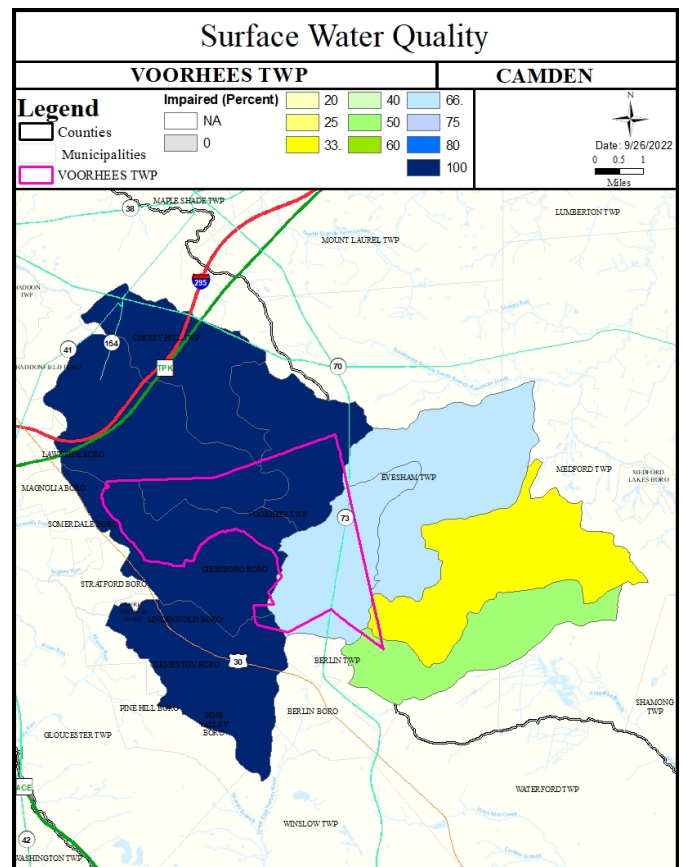 Surface Water Quality
VOORHEES TWP
CAMDEN
Legend
Counties
Municipalities
VOORHEES TWP
Impaired (Percent)
NA
0
20
25
33.
40
50
60
66.
75
80
100
N
Date: 9/26/2022
0 0.5 1
Miles
MAPLE SHADE TWP
38
LUMBERTON TWP
MOUNT LAUREL TWP
295
HADDON
TWP
CHERRY HILL TWP
154
41
70
TPK
HADDONFIELD BORO
LAWNSIDE BORO
MEDFORD TWP
MEDFORD
LAKES BORO
EVESHAM TWP
MAGNOLIA BORO
VOORHEES TWP
73
SOMERDALE BORO
GIBBSBORO BORO
STRATFORD BORO
LINDENWOLD BORO
30
CLEMENTON BORO
BERLIN TWP
PINE HILL BORO
PINE
VALLEY
BORO
BERLIN BORO
SHAMONG
TWP
GLOUCESTER TWP
ACE
WATERFORD TWP
WINSLOW TWP
42
WASHINGTON TWP